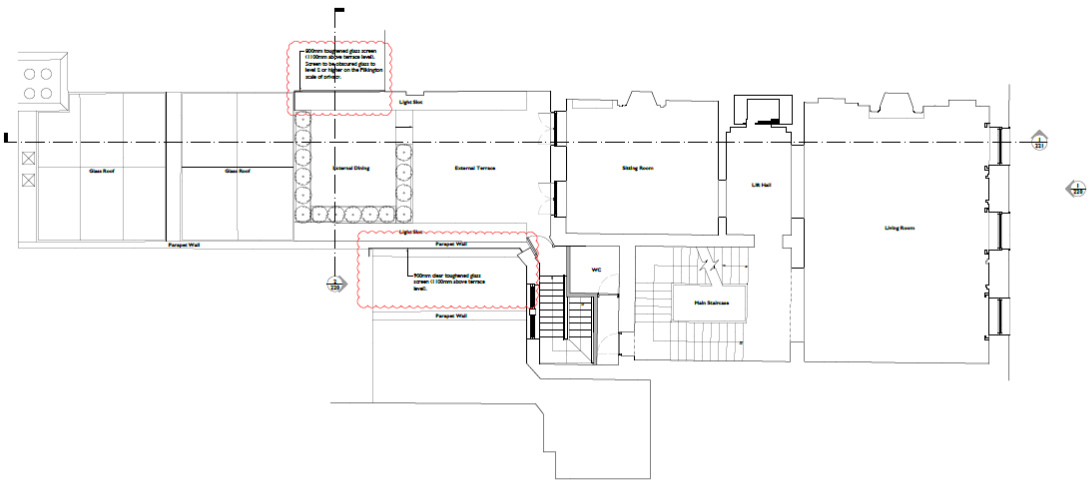 800mm toughened glass screen
(1100mm above terrace level).
Screen to be obscured glass to
level 5 or higher on the Pilkington
scale of privacy.
Light Slot
Glass Roof
Glass Roof
External Dining
External Terrace
Sitting Room
Lift Hall
Living Room
Light Slot
Parapet Wall
Parapet Wall
900mm clear toughened glass
screen (1100mm above terrace
level).
WC
Main Staircase
Parapet Wall